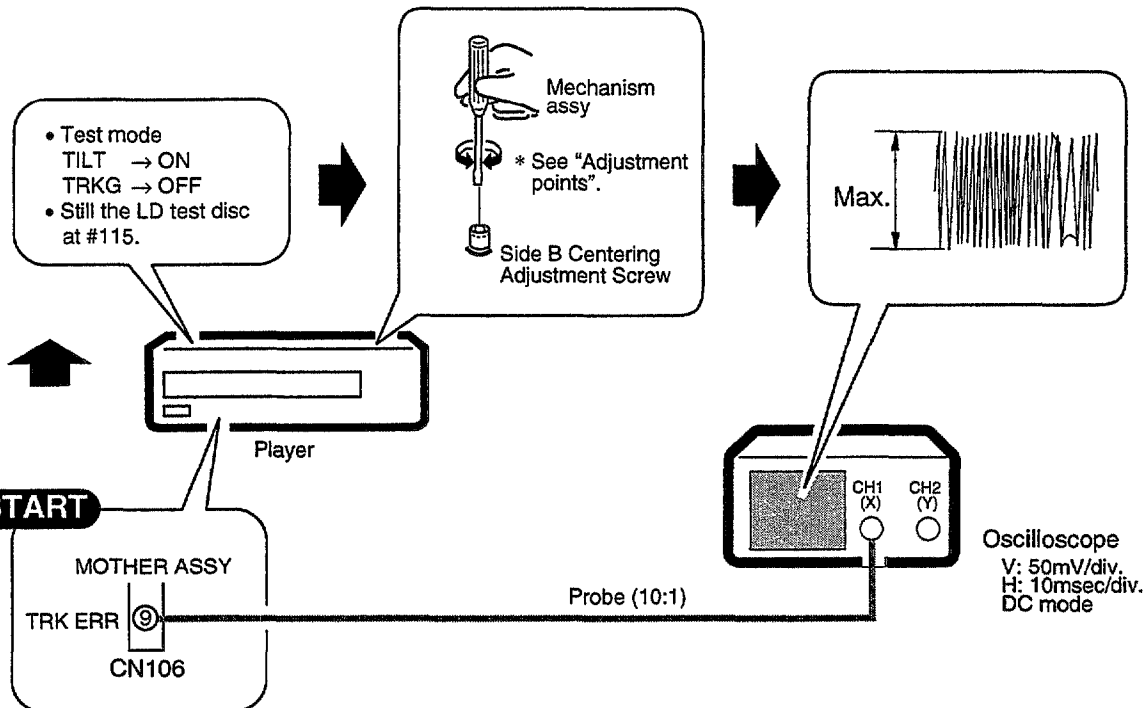 • Test mode
TILT → ON
TRKG → OFF
• Still the LD test disc
at #115.
Mechanism
assy
* See “Adjustment
points”.
Side B Centering
Adjustment Screw
Max.
Player
START
MOTHER ASSY
TRK ERR ⑨
CN106
Probe (10:1)
CH1
(X)
CH2
(Y)
Oscilloscope
V: 50mV/div.
H: 10msec/div.
DC mode